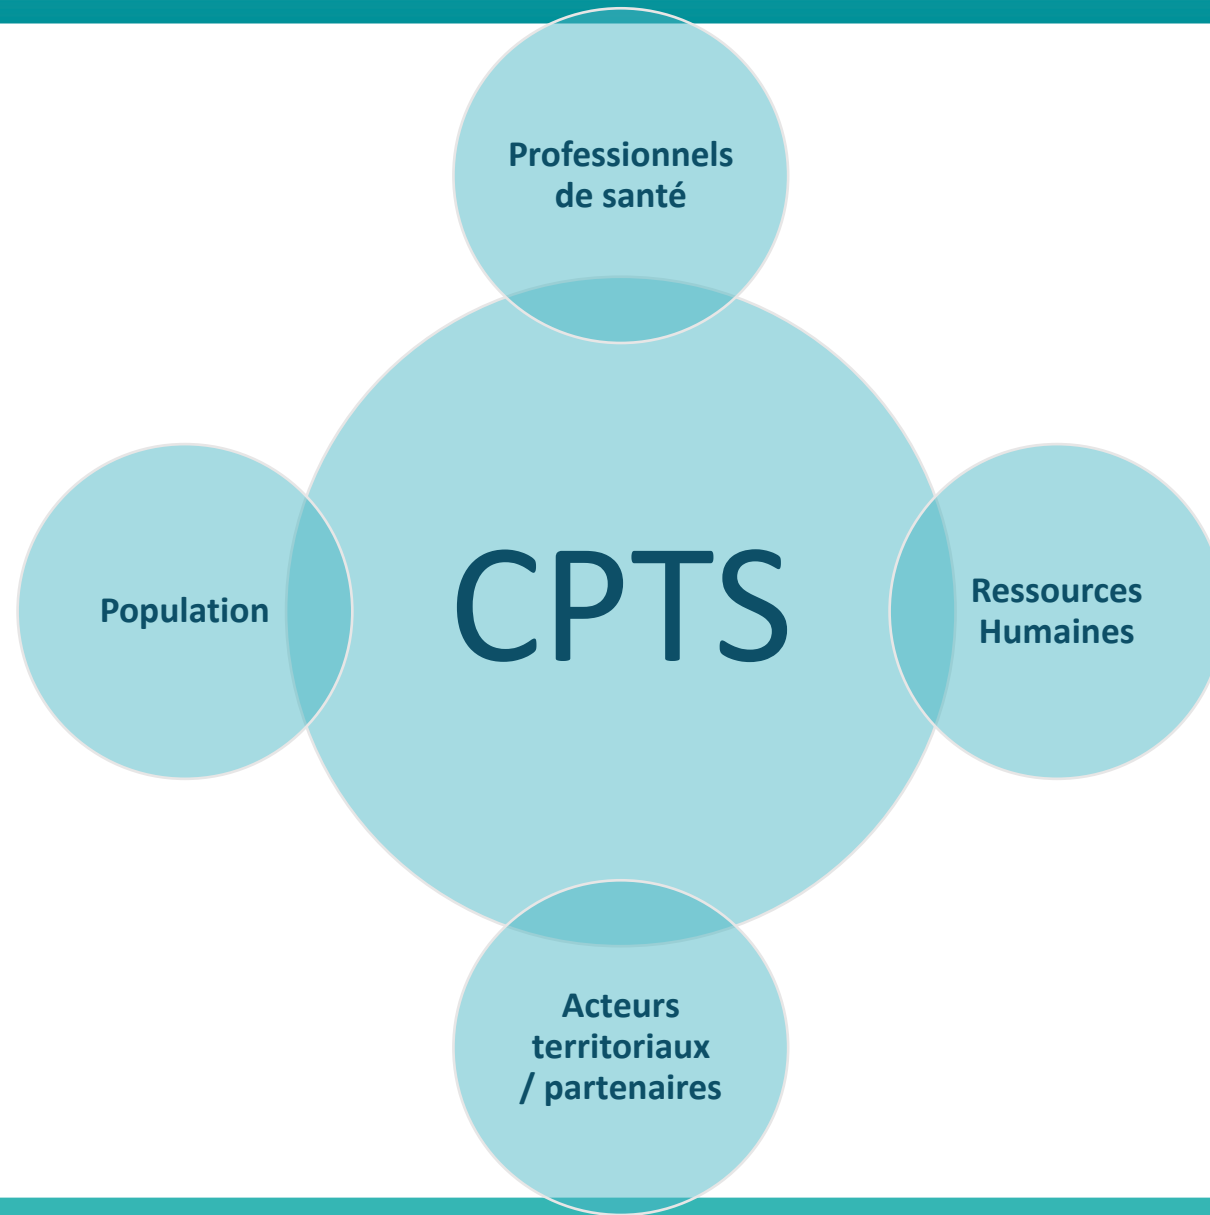 Professionnels
de santé
Population
CPTS
Ressources
Humaines
Acteurs
territoriaux
/ partenaires